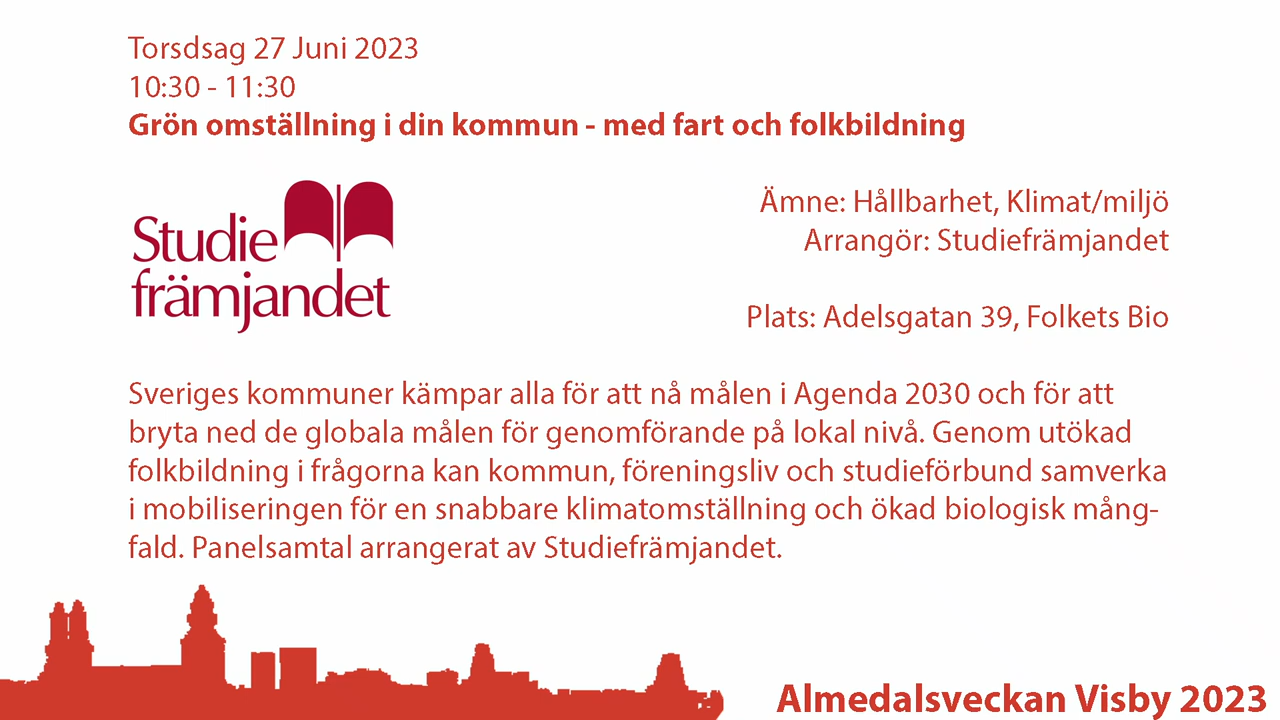 Torsdsag 27 Juni 2023
10:30 - 11:30
Grön omställning i din kommun - med fart och folkbildning
Studie
främjandet
Ämne: Hållbarhet, Klimat/miljö
Arrangör: Studiefrämjandet
Plats: Adelsgatan 39, Folkets Bio
Sveriges kommuner kämpar alla för att nå målen i Agenda 2030 och för att
bryta ned de globala målen för genomförande på lokal nivå. Genom utökad
folkbildning i frågorna kan kommun, föreningsliv och studieförbund samverka
i mobiliseringen för en snabbare klimatomställning och ökad biologisk mång-
fald. Panelsamtal arrangerat av Studiefrämjandet.
Almedalsveckan Visby 2023